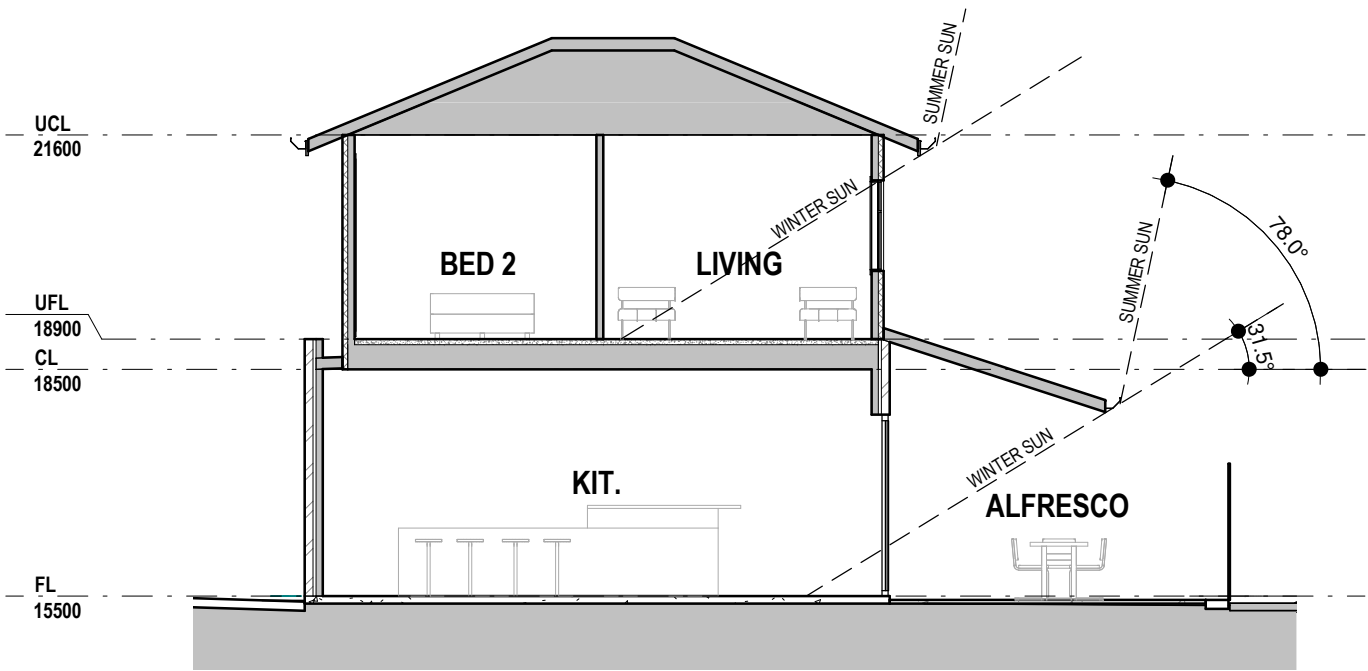 SUMMER SUN
UCL
21600
WINTER SUN
78.0°
BED 2
LIVING
SUMMER SUN
UFL
18900
31.5°
CL
18500
WINTER SUN
KIT.
ALFRESCO
FL
15500